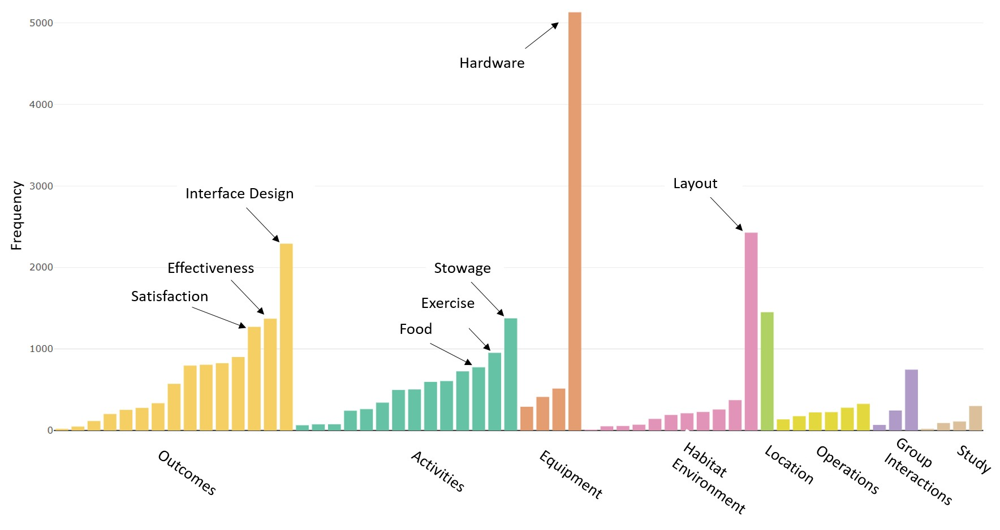 5000
Hardware
4000
3000
Layout
Interface Design
Frequency
2000
Effectiveness
Stowage
Satisfaction
Exercise
Food
1000
0
Outcomes
Activities
Equipment
Habitat
Environment
Location
Operations
Group
Interactions
Study